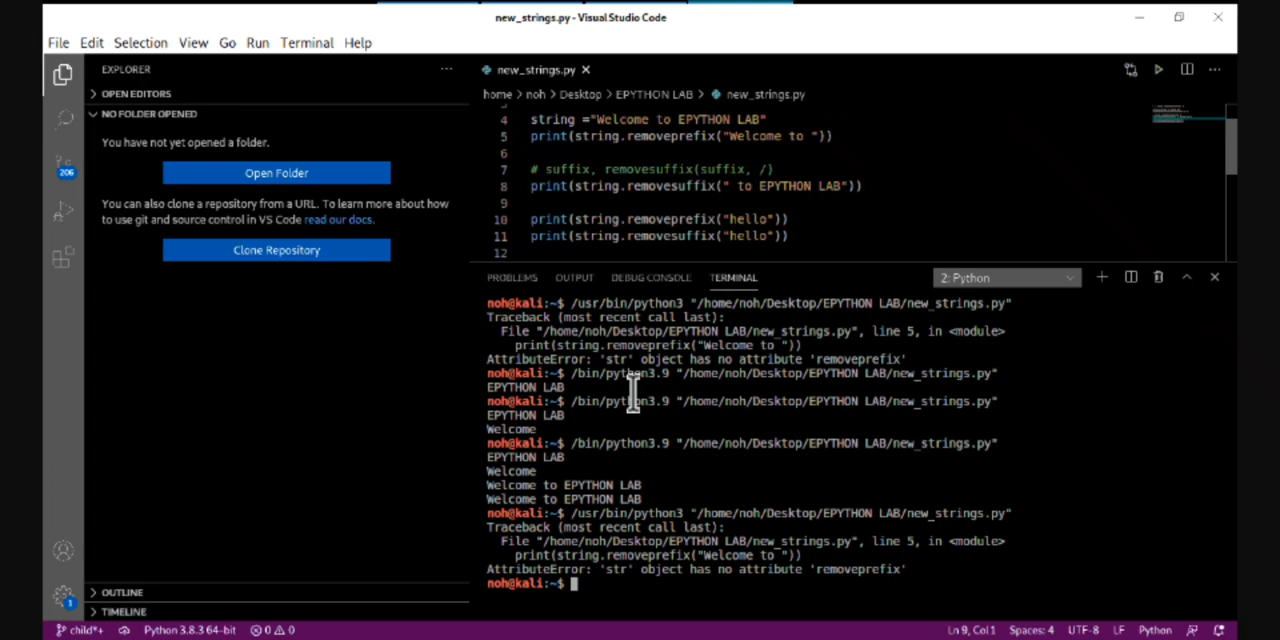 new_strings.py - Visual Studio Code
File Edit Selection View Go Run Terminal Help
EXPLORER
OPEN EDITORS
NO FOLDER OPENED
You have not yet opened a folder.
Open Folder
You can also clone a repository from a URL. To learn more about how
to use git and source control in VS Code read our docs.
Clone Repository
206
1
OUTLINE
TIMELINE
new_strings.py
home > noh > Desktop > EPYTHON LAB > new_strings.py
4 string ="Welcome to EPYTHON LAB"
5 print(string.removeprefix("Welcome to "))
6
7 # suffix, removesuffix(suffix, /)
8 print(string.removesuffix(" to EPYTHON LAB"))
9
10 print(string.removeprefix("hello"))
11 print(string.removesuffix("hello"))
12
PROBLEMS OUTPUT DEBUG CONSOLE TERMINAL 2: Python
noh@kali:~$ /usr/bin/python3 "/home/noh/Desktop/EPYTHON LAB/new_strings.py"
Traceback (most recent call last):
File "/home/noh/Desktop/EPYTHON LAB/new_strings.py", line 5, in <module>
print(string.removeprefix("Welcome to "))
AttributeError: 'str' object has no attribute 'removeprefix'
noh@kali:~$ /bin/python3.9 "/home/noh/Desktop/EPYTHON LAB/new_strings.py"
EPYTHON LAB
noh@kali:~$ /bin/python3.9 "/home/noh/Desktop/EPYTHON LAB/new_strings.py"
EPYTHON LAB
Welcome
noh@kali:~$ /bin/python3.9 "/home/noh/Desktop/EPYTHON LAB/new_strings.py"
EPYTHON LAB
Welcome
Welcome to EPYTHON LAB
Welcome to EPYTHON LAB
noh@kali:~$ /usr/bin/python3 "/home/noh/Desktop/EPYTHON LAB/new_strings.py"
Traceback (most recent call last):
File "/home/noh/Desktop/EPYTHON LAB/new_strings.py", line 5, in <module>
print(string.removeprefix("Welcome to "))
AttributeError: 'str' object has no attribute 'removeprefix'
noh@kali:~$
child*+ Python 3.8.3 64-bit 0 0 Ln 9, Col 1 Spaces: 4 UTF-8 LF Python